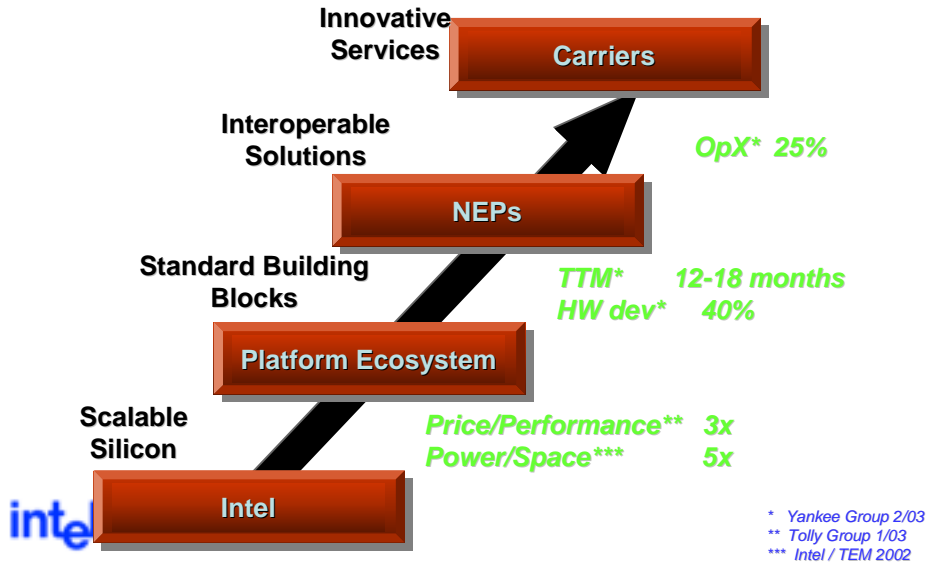 Innovative
Services
Carriers
Interoperable
Solutions
OpX* 25%
NEPs
Standard Building
Blocks
TTM* 12-18 months
HW dev* 40%
Platform Ecosystem
Scalable
Silicon
Price/Performance** 3x
Power/Space*** 5x
Intel
intel
* Yankee Group 2/03
** Tolly Group 1/03
*** Intel / TEM 2002